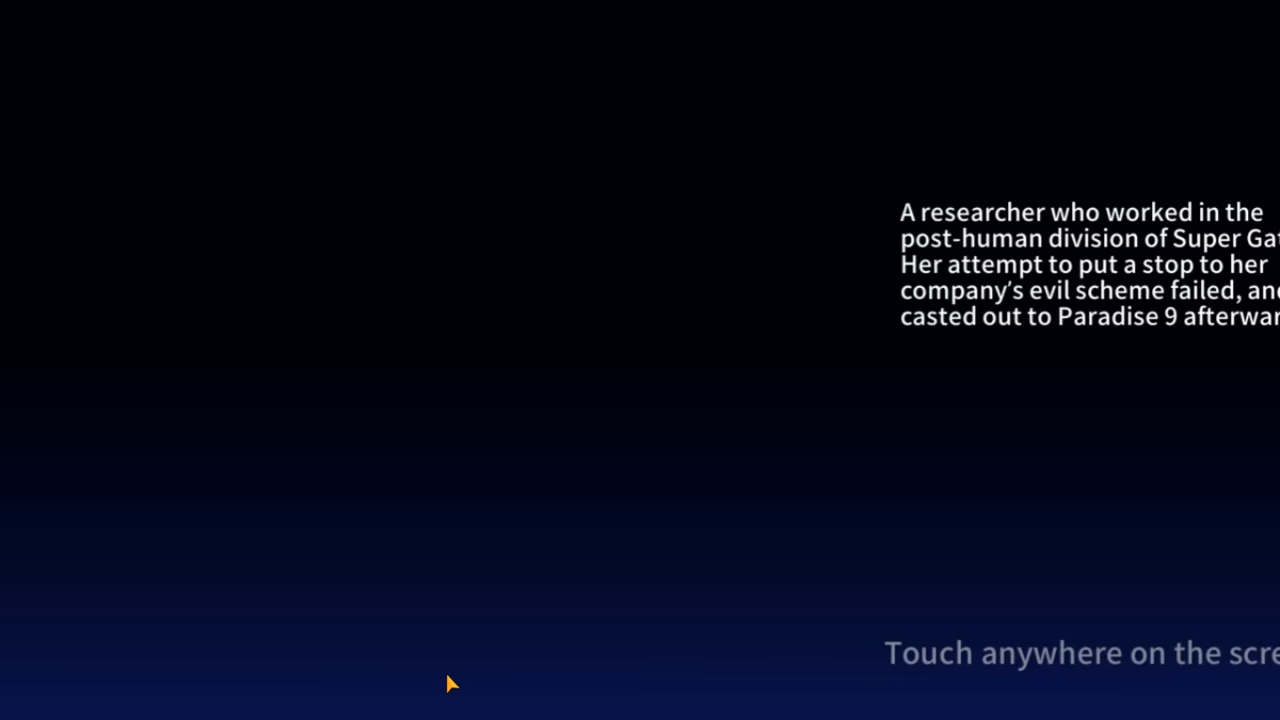 A researcher who worked in the
post-human division of Super
Her attempt to put a stop to her
company's evil scheme failed,
casted out to Paradise 9
Touch anywhere on the